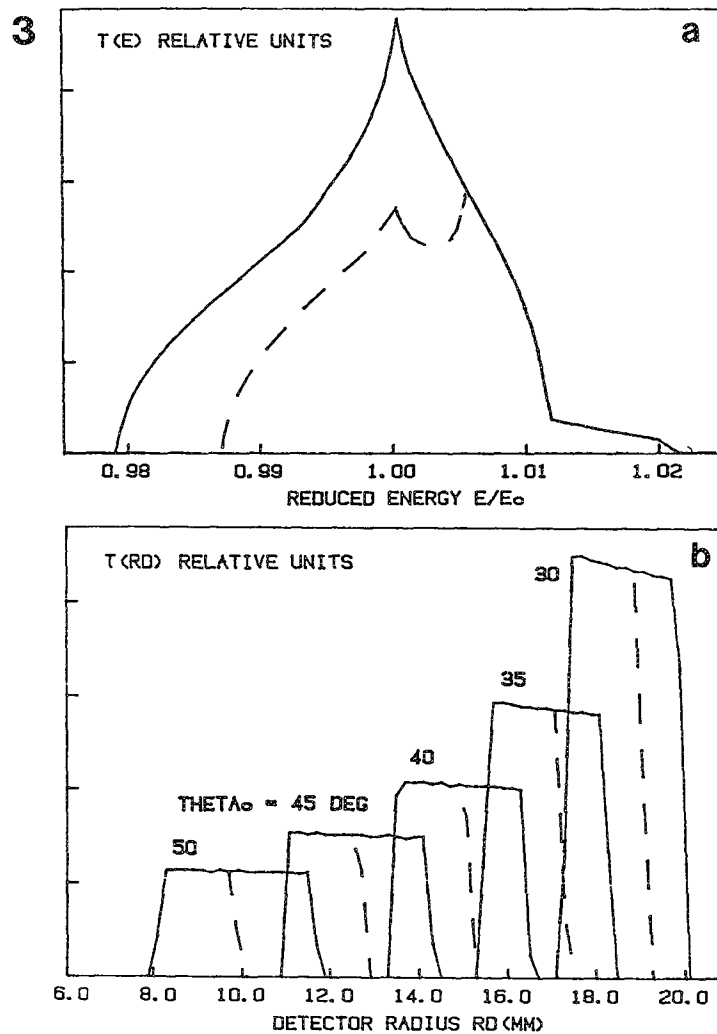 3
T(E) RELATIVE UNITS
a
0.98 0.99 1.00 1.01 1.02
REDUCED ENERGY E/Eo
T(RD) RELATIVE UNITS
b
30
35
40
THETAo = 45 DEG
50
6.0 8.0 10.0 12.0 14.0 16.0 18.0 20.0
DETECTOR RADIUS RD(MM)